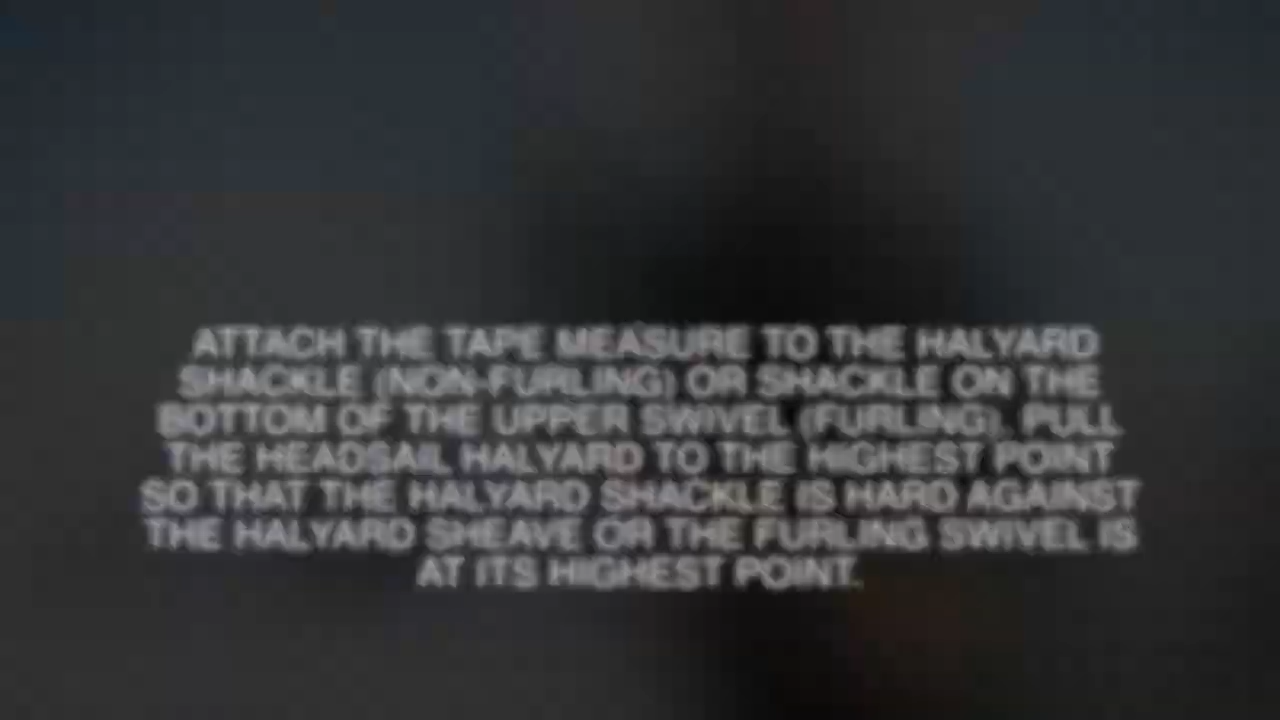 ATTACH THE TAPE MEASURE TO THE HALYARD
SHACKLE (NON-FURLING) OR SHACKLE ON THE
BOTTOM OF THE UPPER SWIVEL (FURLING). PULL
THE HEADSAIL HALYARD TO THE HIGHEST POINT
SO THAT THE HALYARD SHACKLE IS HARD AGAINST
THE HALYARD SHEAVE OR THE FURLING SWIVEL IS
AT ITS HIGHEST POINT.